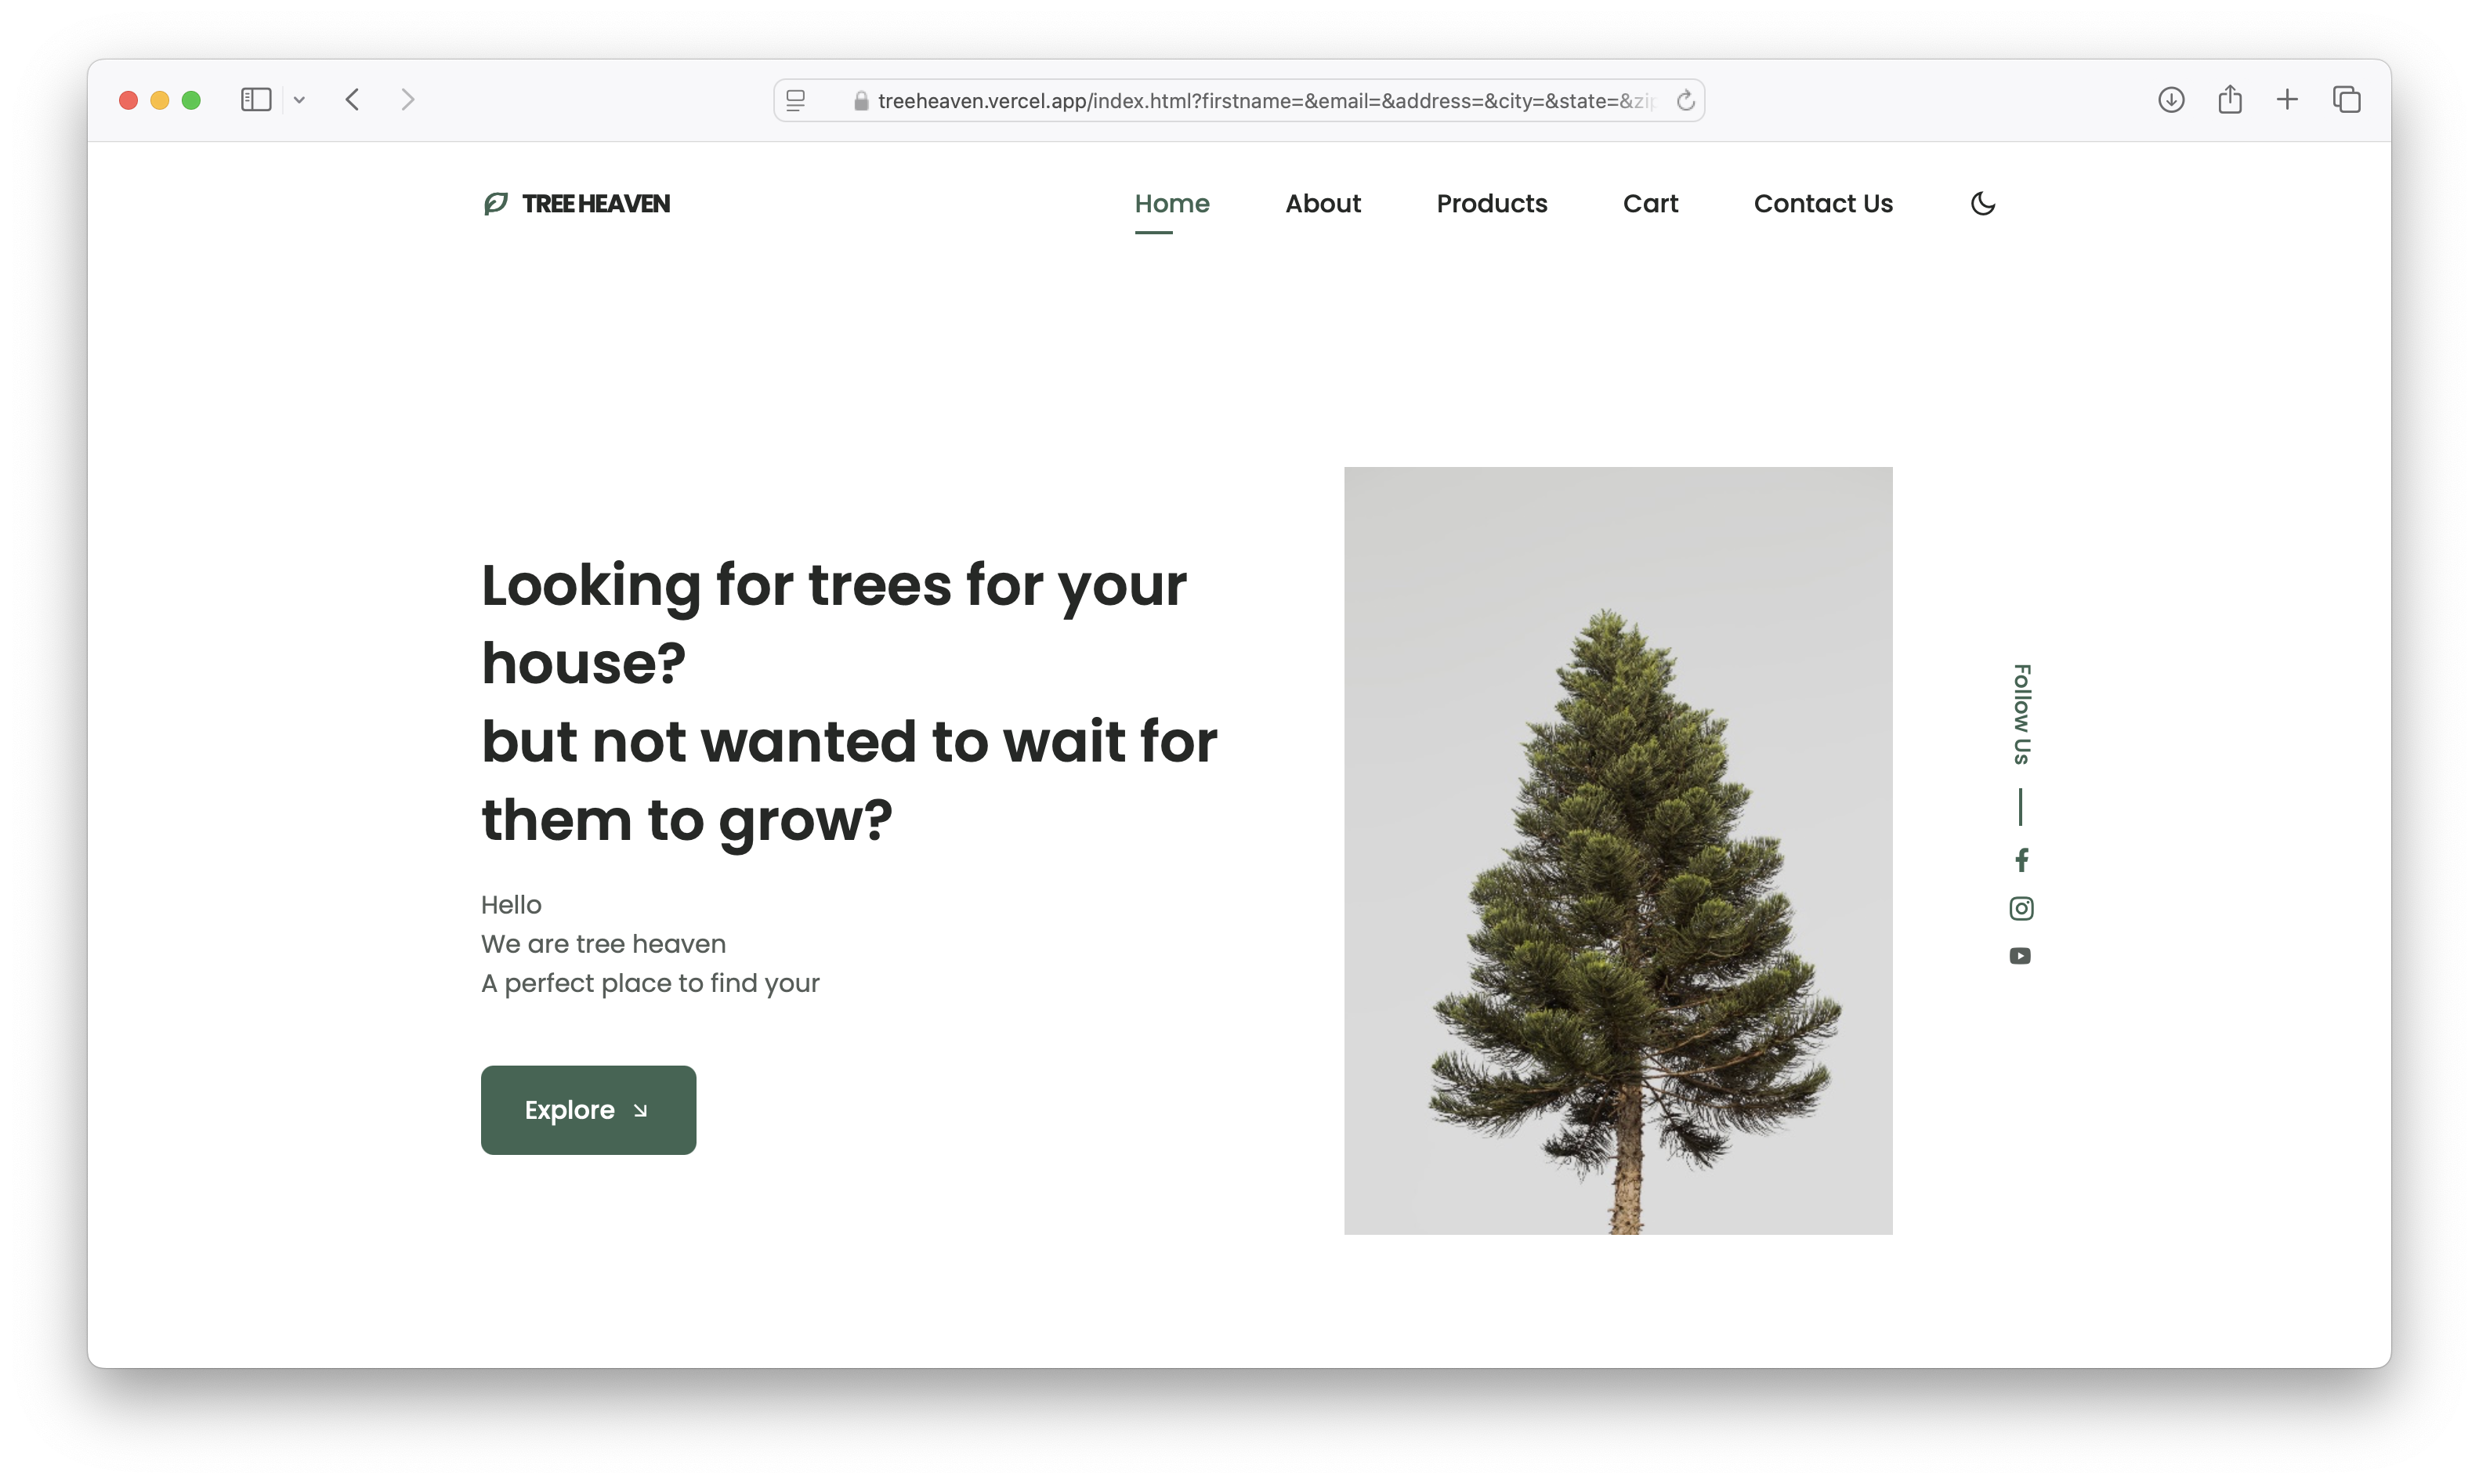 treeheaven.vercel.app/index.html?firstname=&email=&address=&city=&state=&zip
TREE HEAVEN
Home About Products Cart Contact Us
Looking for trees for your
house?
but not wanted to wait for
them to grow?
Hello
We are tree heaven
A perfect place to find your
Explore
Follow Us